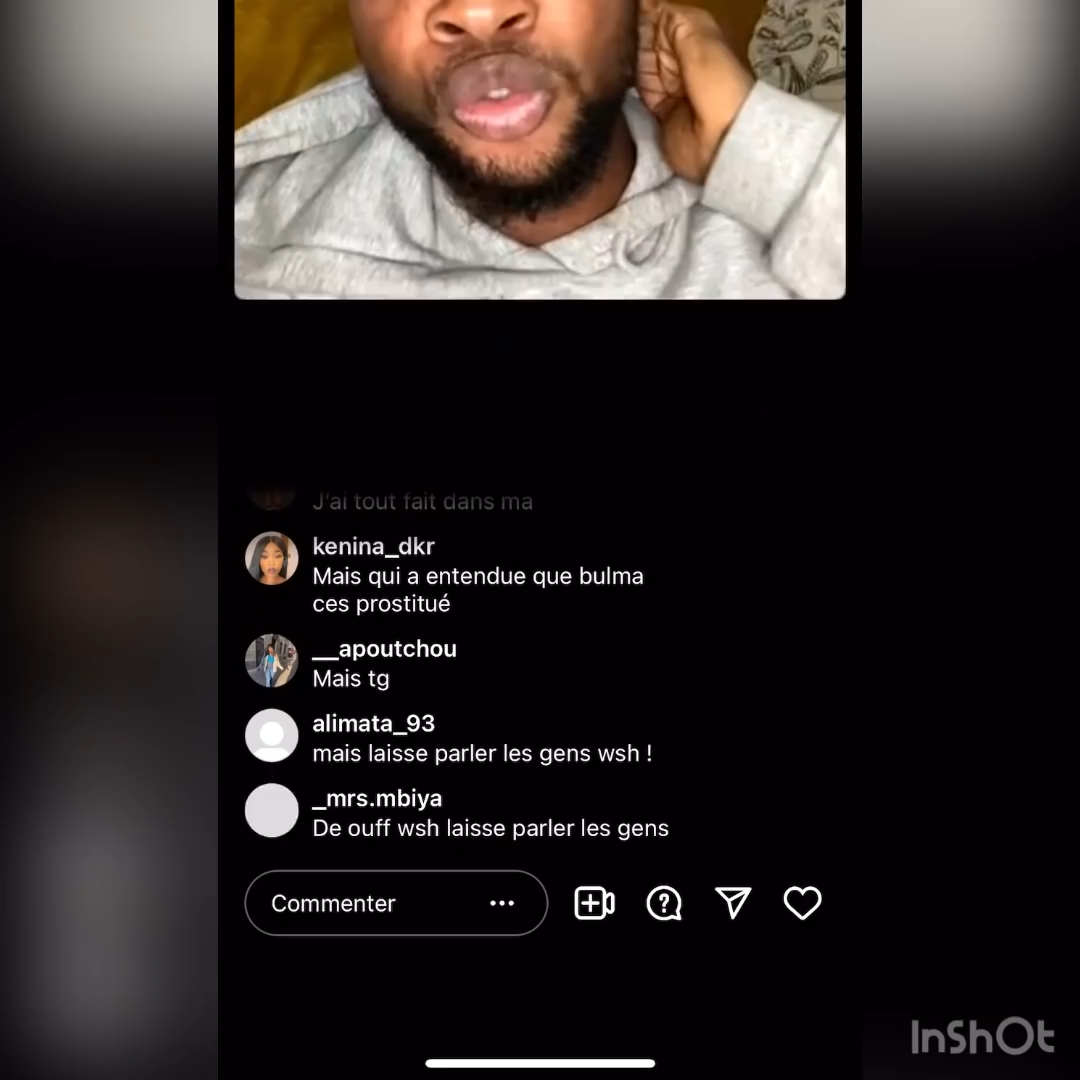 J'ai tout fait dans ma
kenina_dkr
Mais qui a entendue que bulma
ces prostitué
__apoutchou
Mais tg
alimata_93
mais laisse parler les gens wsh !
_mrs.mbiya
De ouff wsh laisse parler les gens
Commenter
InShOt